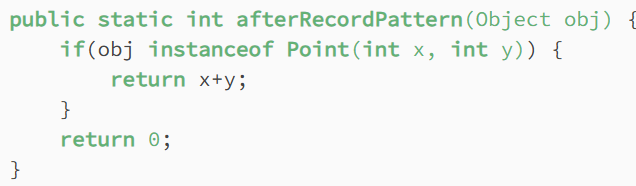 public static int afterRecordPattern(Object obj) {
    if(obj instanceof Point(int x, int y)) {
        return x+y;
    }
    return 0;
}